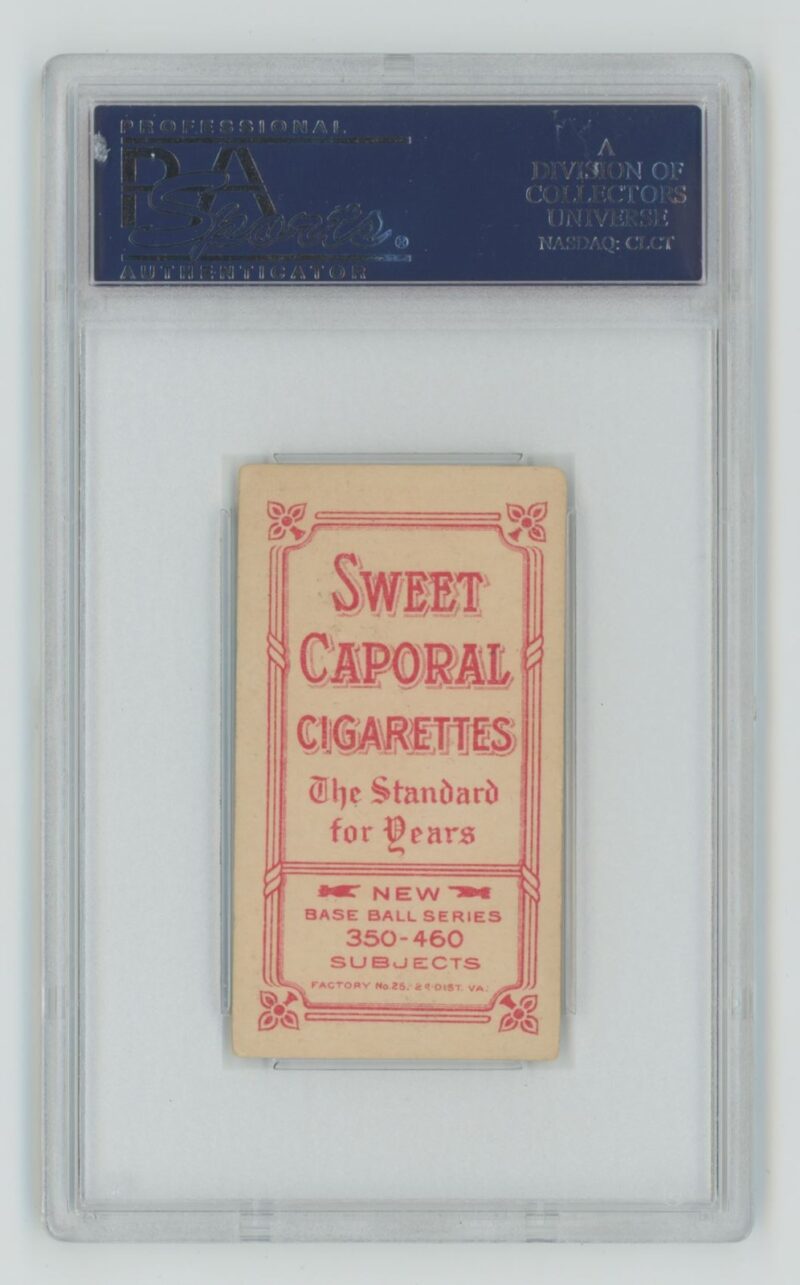 PROFESSIONAL
PSA
Sports®
AUTHENTICATOR
A
DIVISION OF
COLLECTORS
UNIVERSE
NASDAQ: CLCT
SWEET
CAPORAL
CIGARETTES
The Standard
for Years
NEW
BASE BALL SERIES
350-460
SUBJECTS
FACTORY No. 25, 2d DIST. VA.